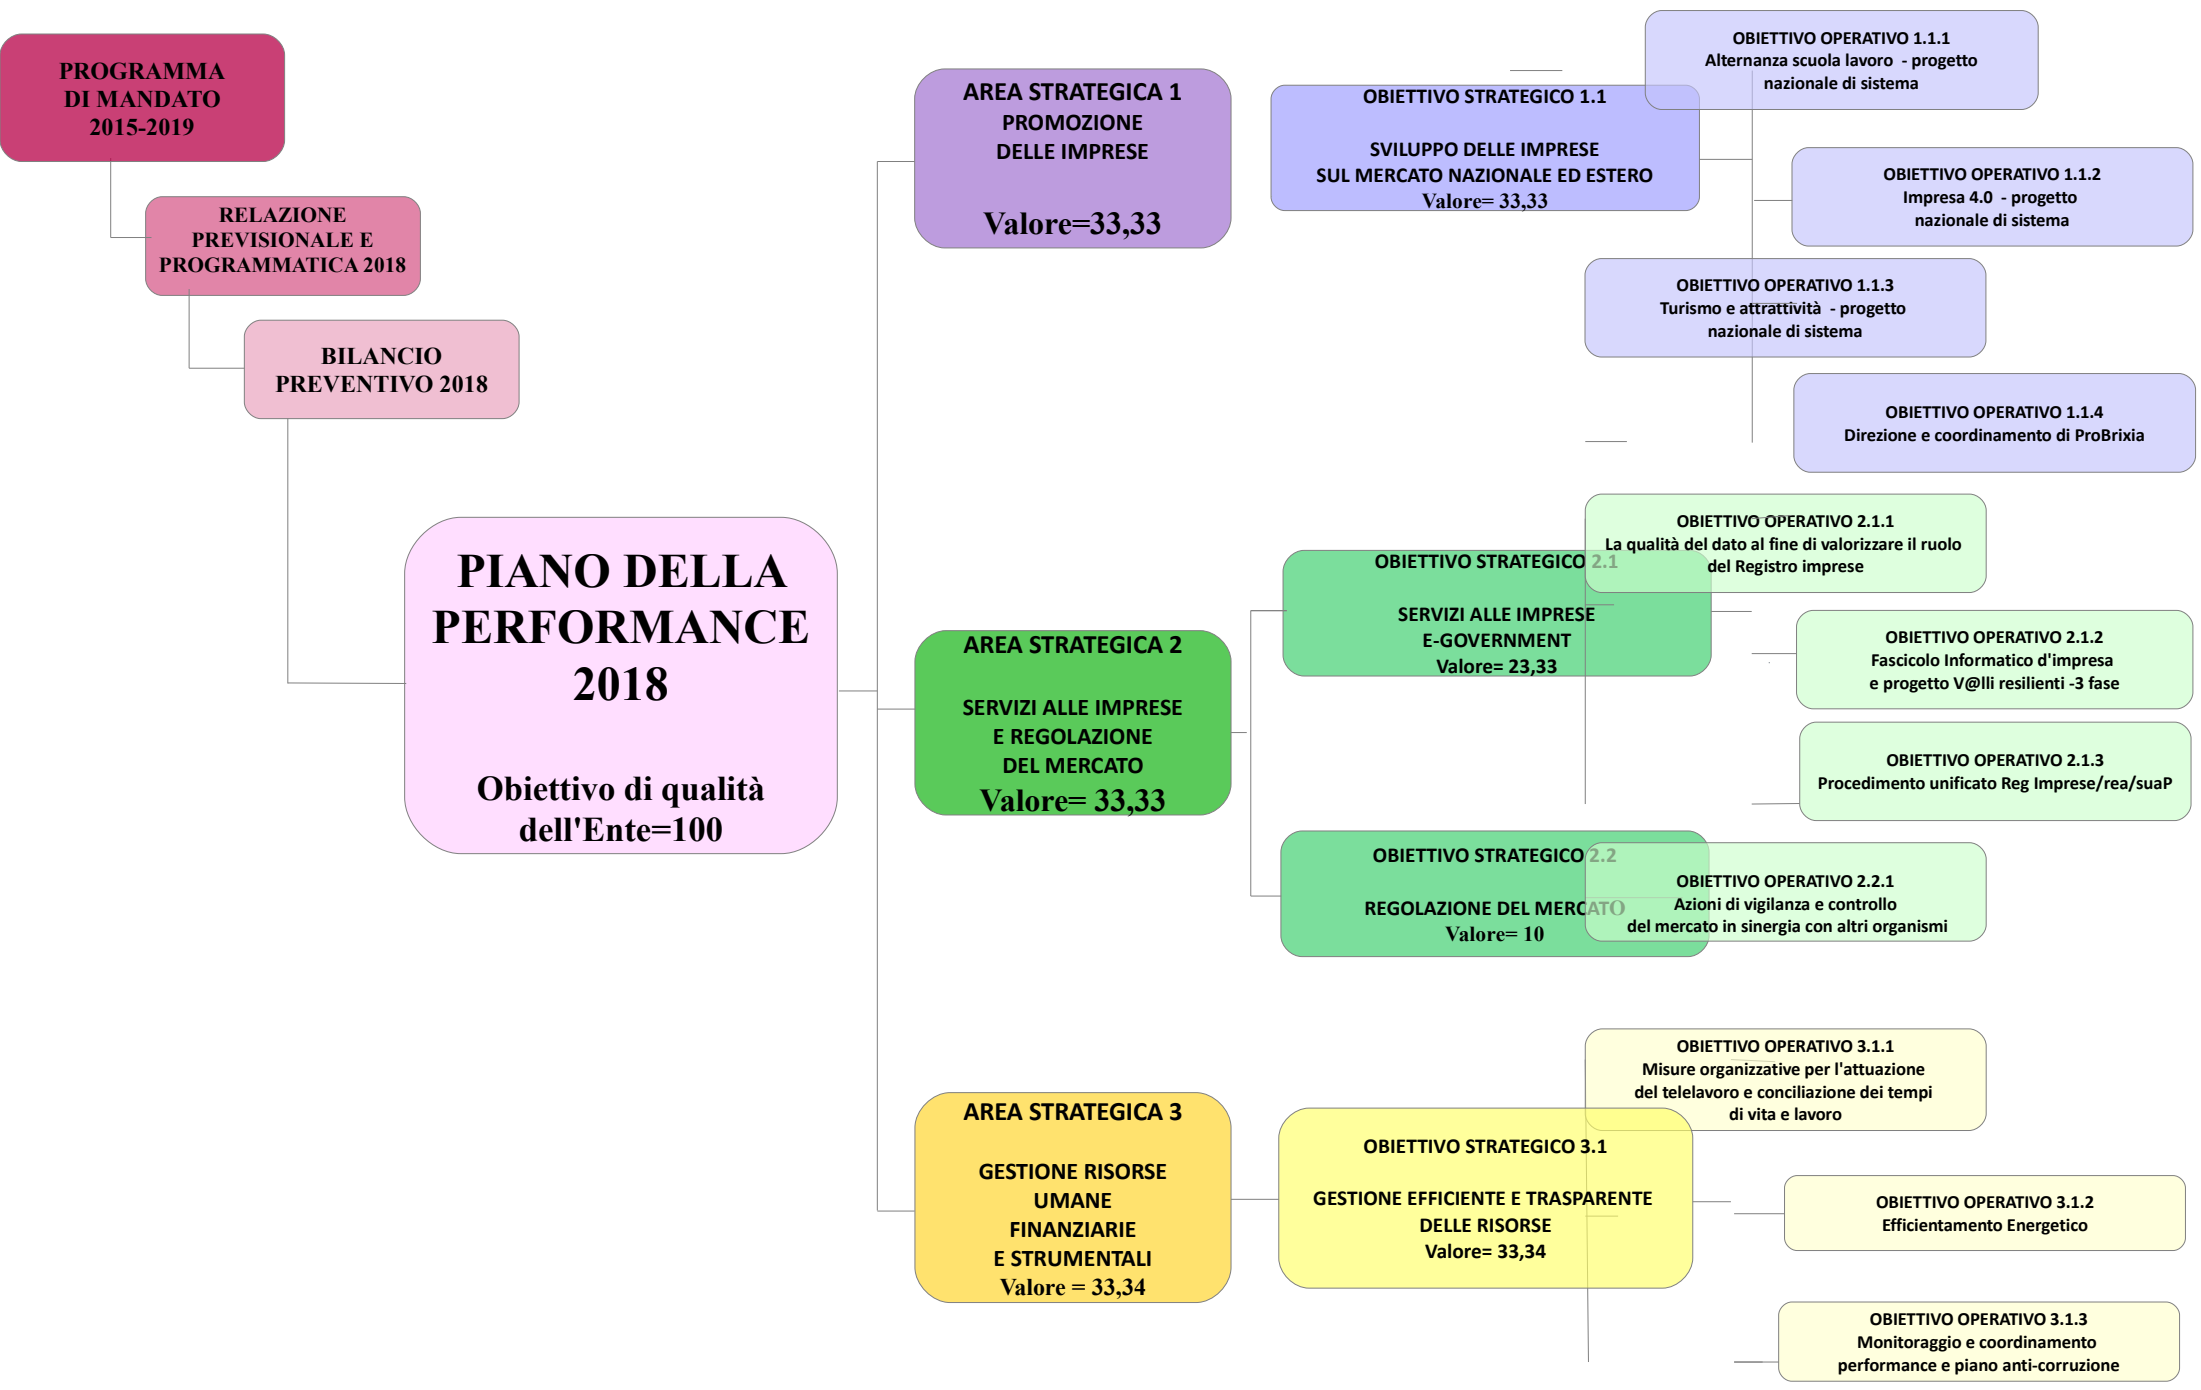 PROGRAMMA
DI MANDATO
2015-2019
RELAZIONE
PREVISIONALE E
PROGRAMMATICA 2018
BILANCIO
PREVENTIVO 2018
PIANO DELLA
PERFORMANCE
2018
Obiettivo di qualità
dell'Ente=100
AREA STRATEGICA 1
PROMOZIONE
DELLE IMPRESE
Valore=33,33
OBIETTIVO STRATEGICO 1.1
SVILUPPO DELLE IMPRESE
SUL MERCATO NAZIONALE ED ESTERO
Valore= 33,33
OBIETTIVO OPERATIVO 1.1.1
Alternanza scuola lavoro - progetto
nazionale di sistema
OBIETTIVO OPERATIVO 1.1.2
Impresa 4.0 - progetto
nazionale di sistema
OBIETTIVO OPERATIVO 1.1.3
Turismo e attrattività - progetto
nazionale di sistema
OBIETTIVO OPERATIVO 1.1.4
Direzione e coordinamento di ProBrixia
AREA STRATEGICA 2
SERVIZI ALLE IMPRESE
E REGOLAZIONE
DEL MERCATO
Valore= 33,33
OBIETTIVO STRATEGICO 2.1
SERVIZI ALLE IMPRESE
E-GOVERNMENT
Valore= 23,33
OBIETTIVO OPERATIVO 2.1.1
La qualità del dato al fine di valorizzare il ruolo
del Registro imprese
OBIETTIVO OPERATIVO 2.1.2
Fascicolo Informatico d'impresa
e progetto V@lli resilienti -3 fase
OBIETTIVO OPERATIVO 2.1.3
Procedimento unificato Reg Imprese/rea/suaP
OBIETTIVO STRATEGICO 2.2
REGOLAZIONE DEL MERCATO
Valore= 10
OBIETTIVO OPERATIVO 2.2.1
Azioni di vigilanza e controllo
del mercato in sinergia con altri organismi
AREA STRATEGICA 3
GESTIONE RISORSE
UMANE
FINANZIARIE
E STRUMENTALI
Valore = 33,34
OBIETTIVO STRATEGICO 3.1
GESTIONE EFFICIENTE E TRASPARENTE
DELLE RISORSE
Valore= 33,34
OBIETTIVO OPERATIVO 3.1.1
Misure organizzative per l'attuazione
del telelavoro e conciliazione dei tempi
di vita e lavoro
OBIETTIVO OPERATIVO 3.1.2
Efficientamento Energetico
OBIETTIVO OPERATIVO 3.1.3
Monitoraggio e coordinamento
performance e piano anti-corruzione